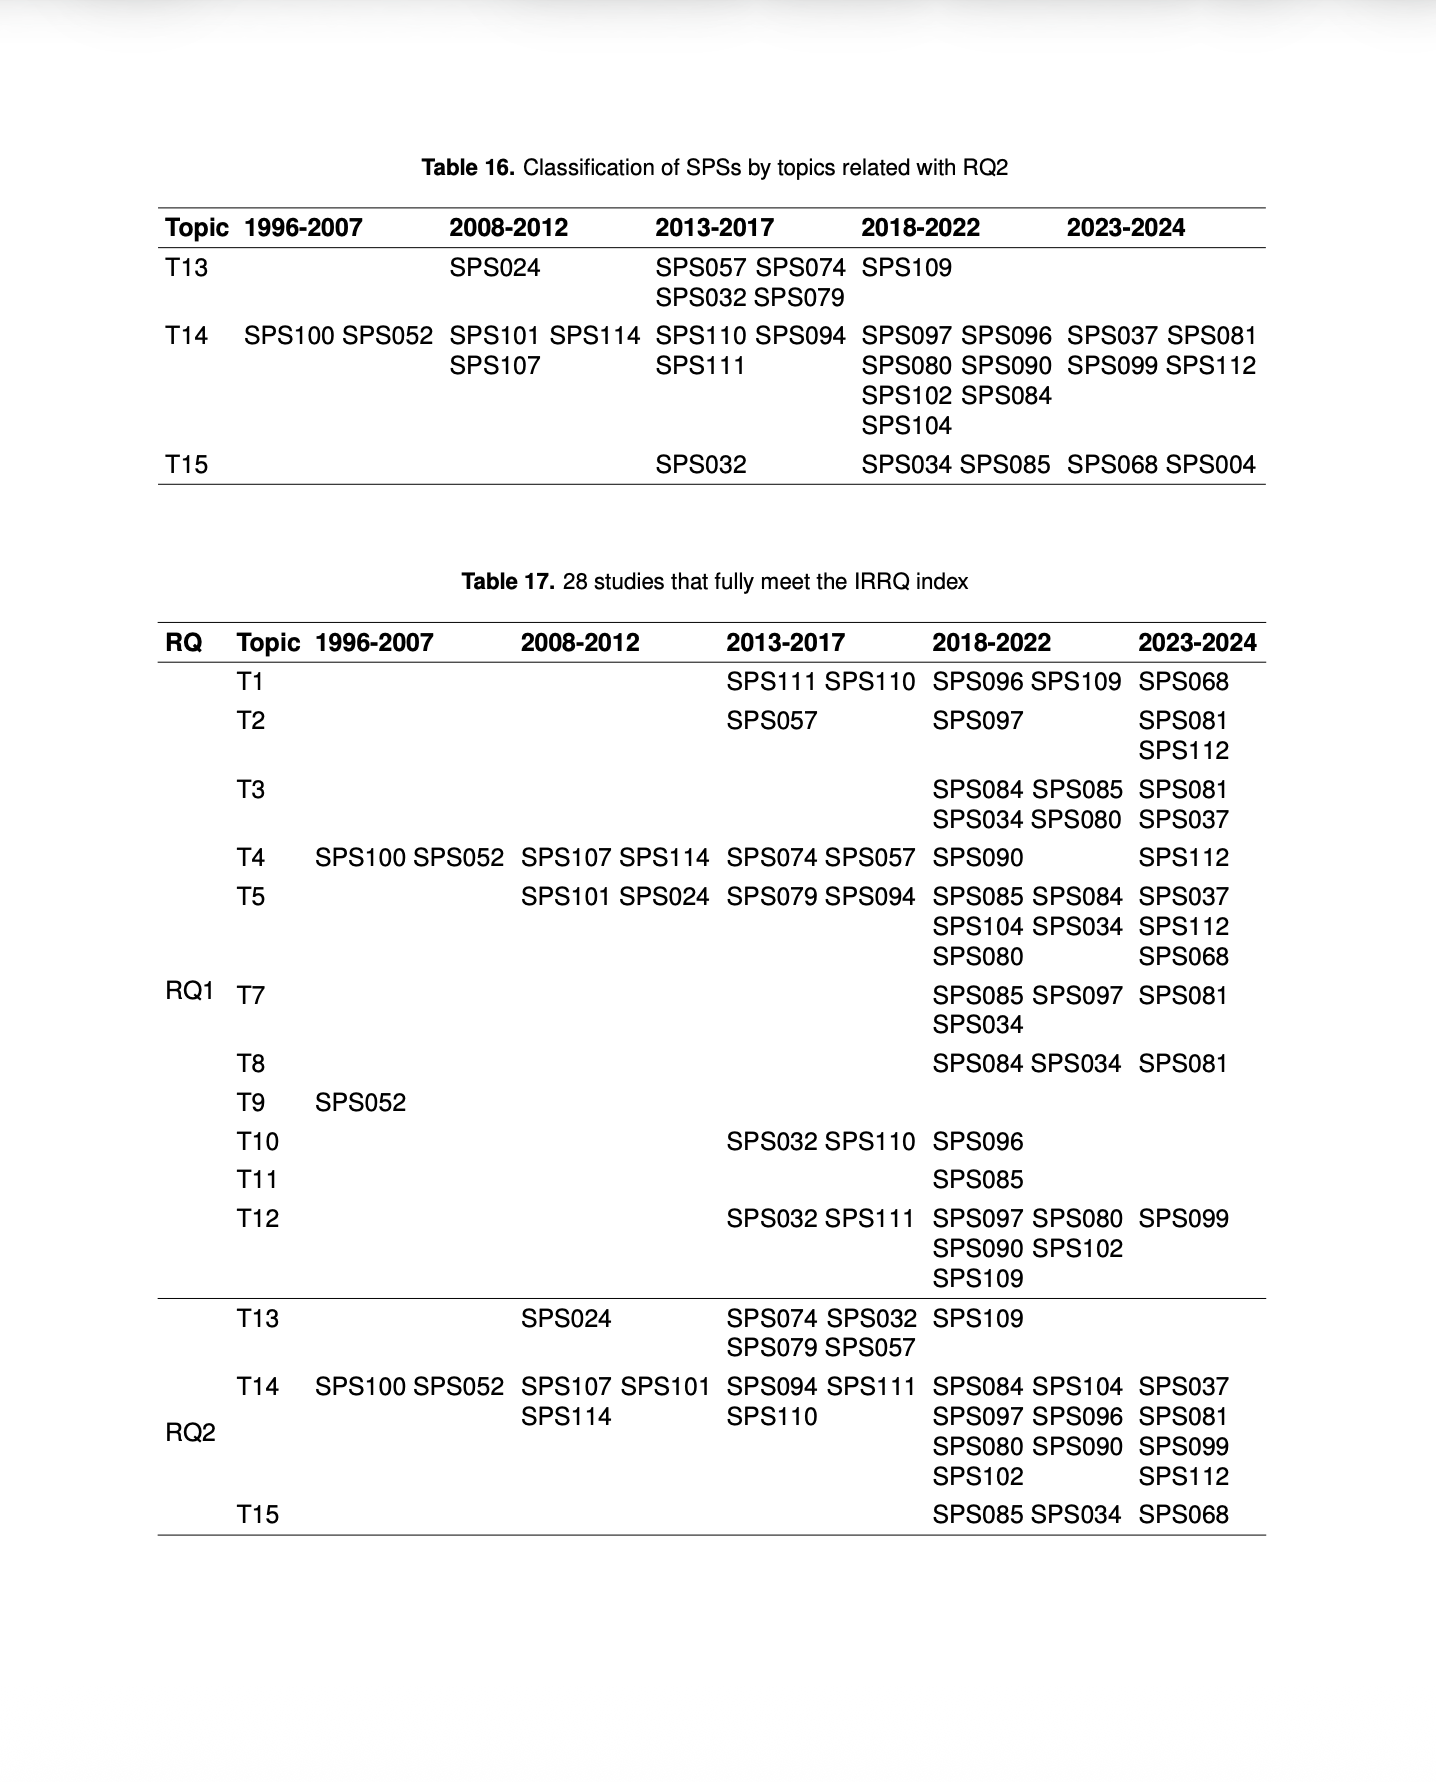 Table 16. Classification of SPSs by topics related with RQ2
Topic 1996-2007 2008-2012 2013-2017 2018-2022 2023-2024
T13 SPS024 SPS057 SPS074 SPS109
SPS032 SPS079
T14 SPS100 SPS052 SPS101 SPS114 SPS110 SPS094 SPS097 SPS096 SPS037 SPS081
SPS107 SPS111 SPS080 SPS090 SPS099 SPS112
SPS102 SPS084
SPS104
T15 SPS032 SPS034 SPS085 SPS068 SPS004
Table 17. 28 studies that fully meet the IRRQ index
RQ Topic 1996-2007 2008-2012 2013-2017 2018-2022 2023-2024
T1 SPS111 SPS110 SPS096 SPS109 SPS068
T2 SPS057 SPS097 SPS081
SPS112
T3 SPS084 SPS085 SPS081
SPS034 SPS080 SPS037
T4 SPS100 SPS052 SPS107 SPS114 SPS074 SPS057 SPS090 SPS112
T5 SPS101 SPS024 SPS079 SPS094 SPS085 SPS084 SPS037
SPS104 SPS034 SPS112
SPS080 SPS068
RQ1 T7 SPS085 SPS097 SPS081
SPS034
T8 SPS084 SPS034 SPS081
T9 SPS052
T10 SPS032 SPS110 SPS096
T11 SPS085
T12 SPS032 SPS111 SPS097 SPS080 SPS099
SPS090 SPS102
SPS109
T13 SPS024 SPS074 SPS032 SPS109
SPS079 SPS057
T14 SPS100 SPS052 SPS107 SPS101 SPS094 SPS111 SPS084 SPS104 SPS037
SPS114 SPS110 SPS097 SPS096 SPS081
RQ2
SPS080 SPS090 SPS099
SPS102 SPS112
T15 SPS085 SPS034 SPS068